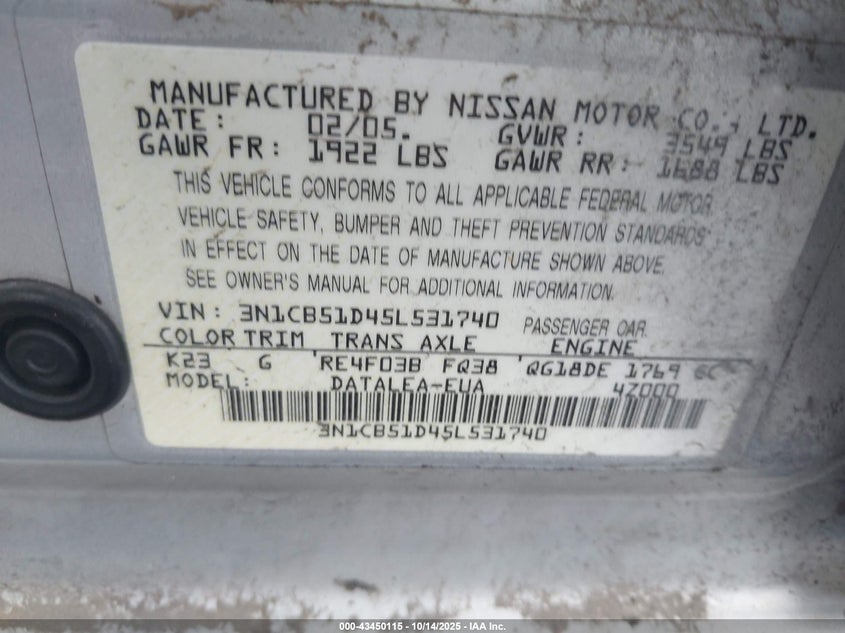 MANUFACTURED BY NISSAN MOTOR CO., LTD.
DATE: 02/05. GVWR: 3549 LBS
GAWR FR: 1922 LBS GAWR RR: 1688 LBS
THIS VEHICLE CONFORMS TO ALL APPLICABLE FEDERAL MOTOR
VEHICLE SAFETY, BUMPER AND THEFT PREVENTION STANDARDS
IN EFFECT ON THE DATE OF MANUFACTURE SHOWN ABOVE.
SEE OWNER'S MANUAL FOR ADDITIONAL INFORMATION.
VIN: 3N1CB51D45L531740 PASSENGER CAR
COLOR TRIM TRANS AXLE ENGINE
K23 G RE4F03B FQ38 QG18DE 1769 CC
MODEL: DATALEA-EUA 4Z000
3N1CB51D45L531740
000-43450115 - 10/14/2025 - IAA Inc.